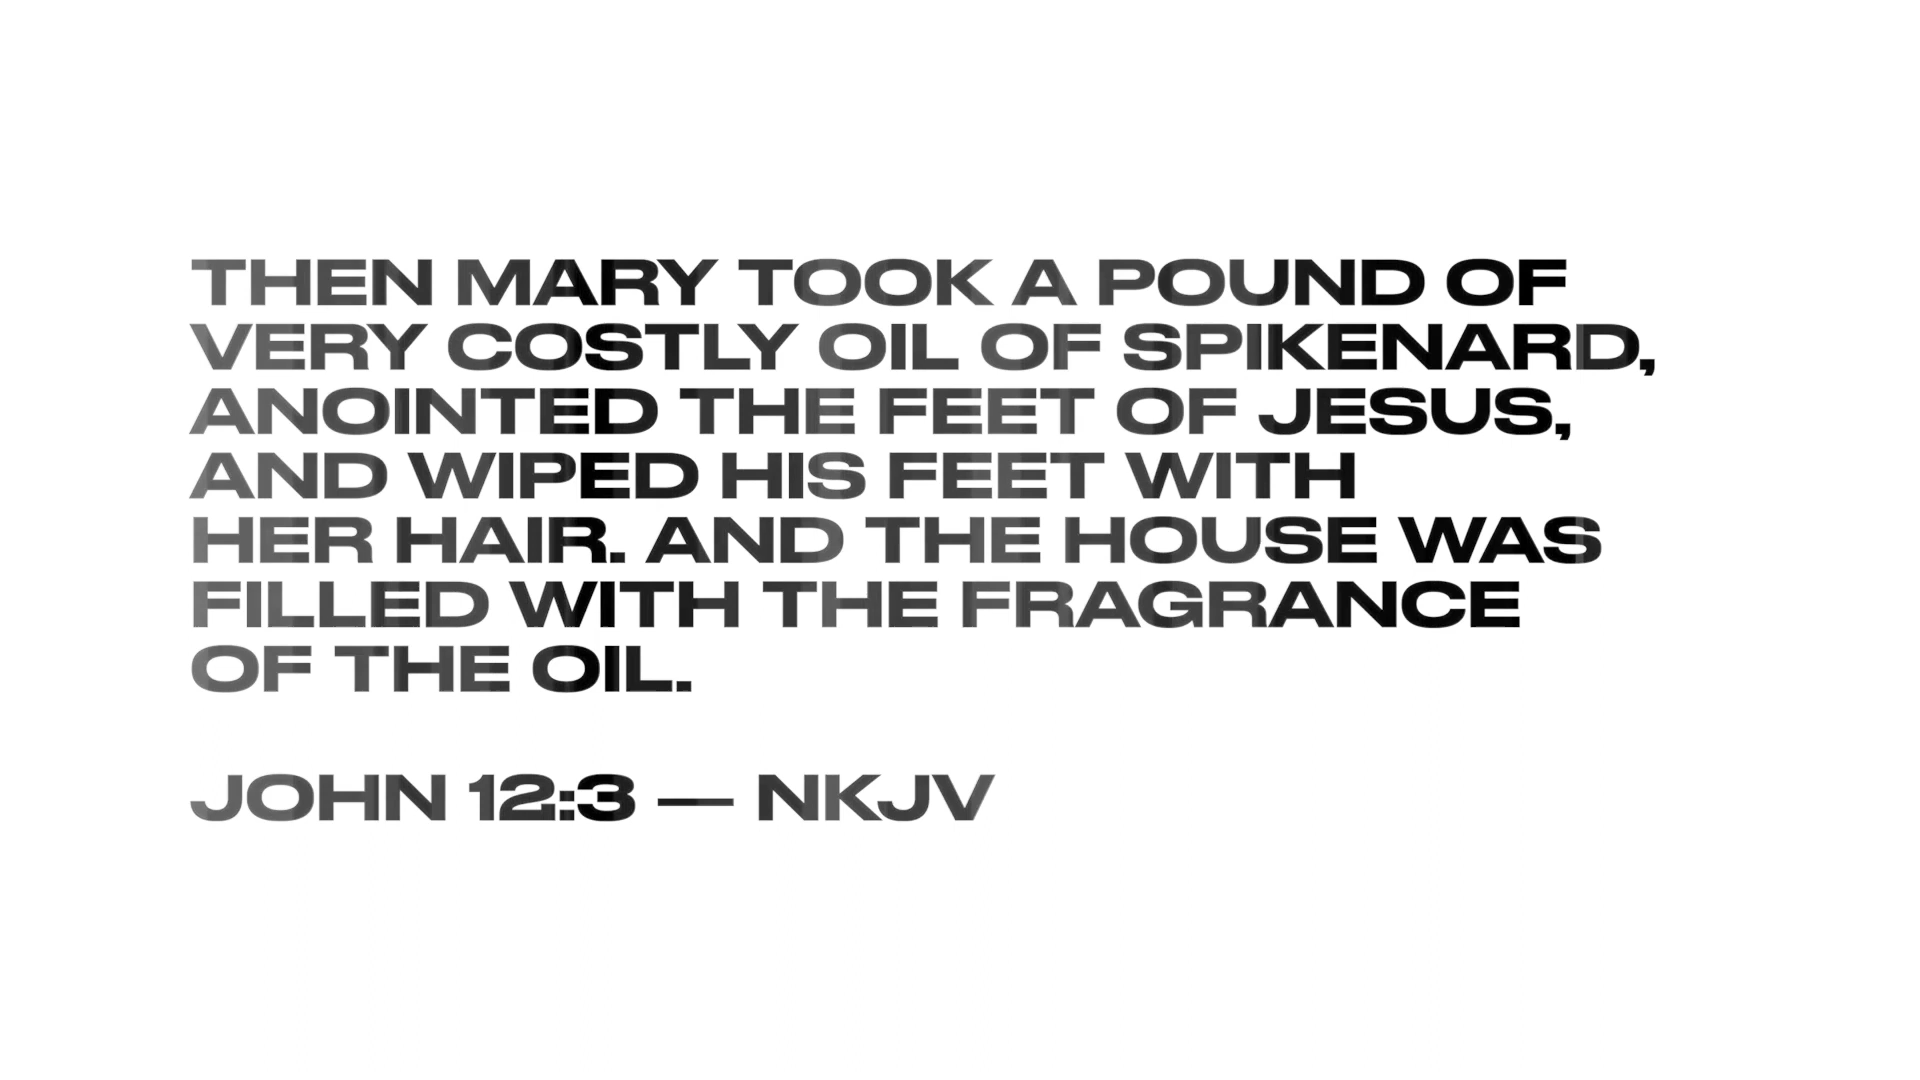 THEN MARY TOOK A POUND OF
VERY COSTLY OIL OF SPIKENARD,
ANOINTED THE FEET OF JESUS,
AND WIPED HIS FEET WITH
HER HAIR. AND THE HOUSE WAS
FILLED WITH THE FRAGRANCE
OF THE OIL.
JOHN 12:3 — NKJV